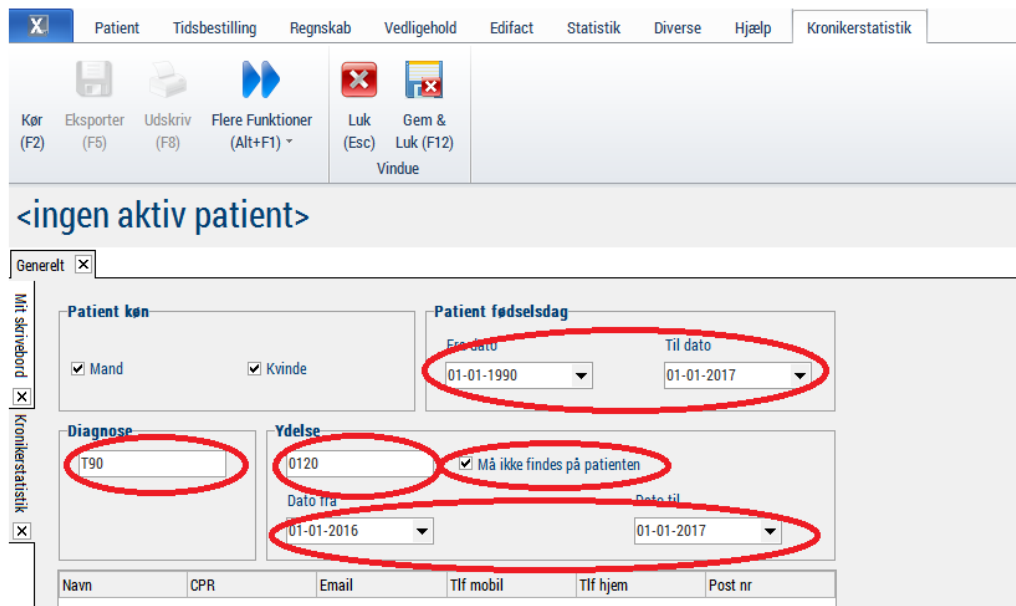 X
Patient Tidsbestilling Regnskab Vedligehold Edifact Statistik Diverse Hjælp Kronikerstatistik
Kør Eksporter Udskriv Flere Funktioner Luk Gem &
(F2) (F5) (F8) (Alt+F1) (Esc) Luk (F12)
Vindue
<ingen aktiv patient>
Generelt
Mit skrivebord
Kronikerstatistik
Patient køn
Mand Kvinde
Patient fødselsdag
Fra dato Til dato
01-01-1990 01-01-2017
Diagnose
T90
Ydelse
0120 Må ikke findes på patienten
Dato fra Dato til
01-01-2016 01-01-2017
Navn CPR Email Tlf mobil Tlf hjem Post nr